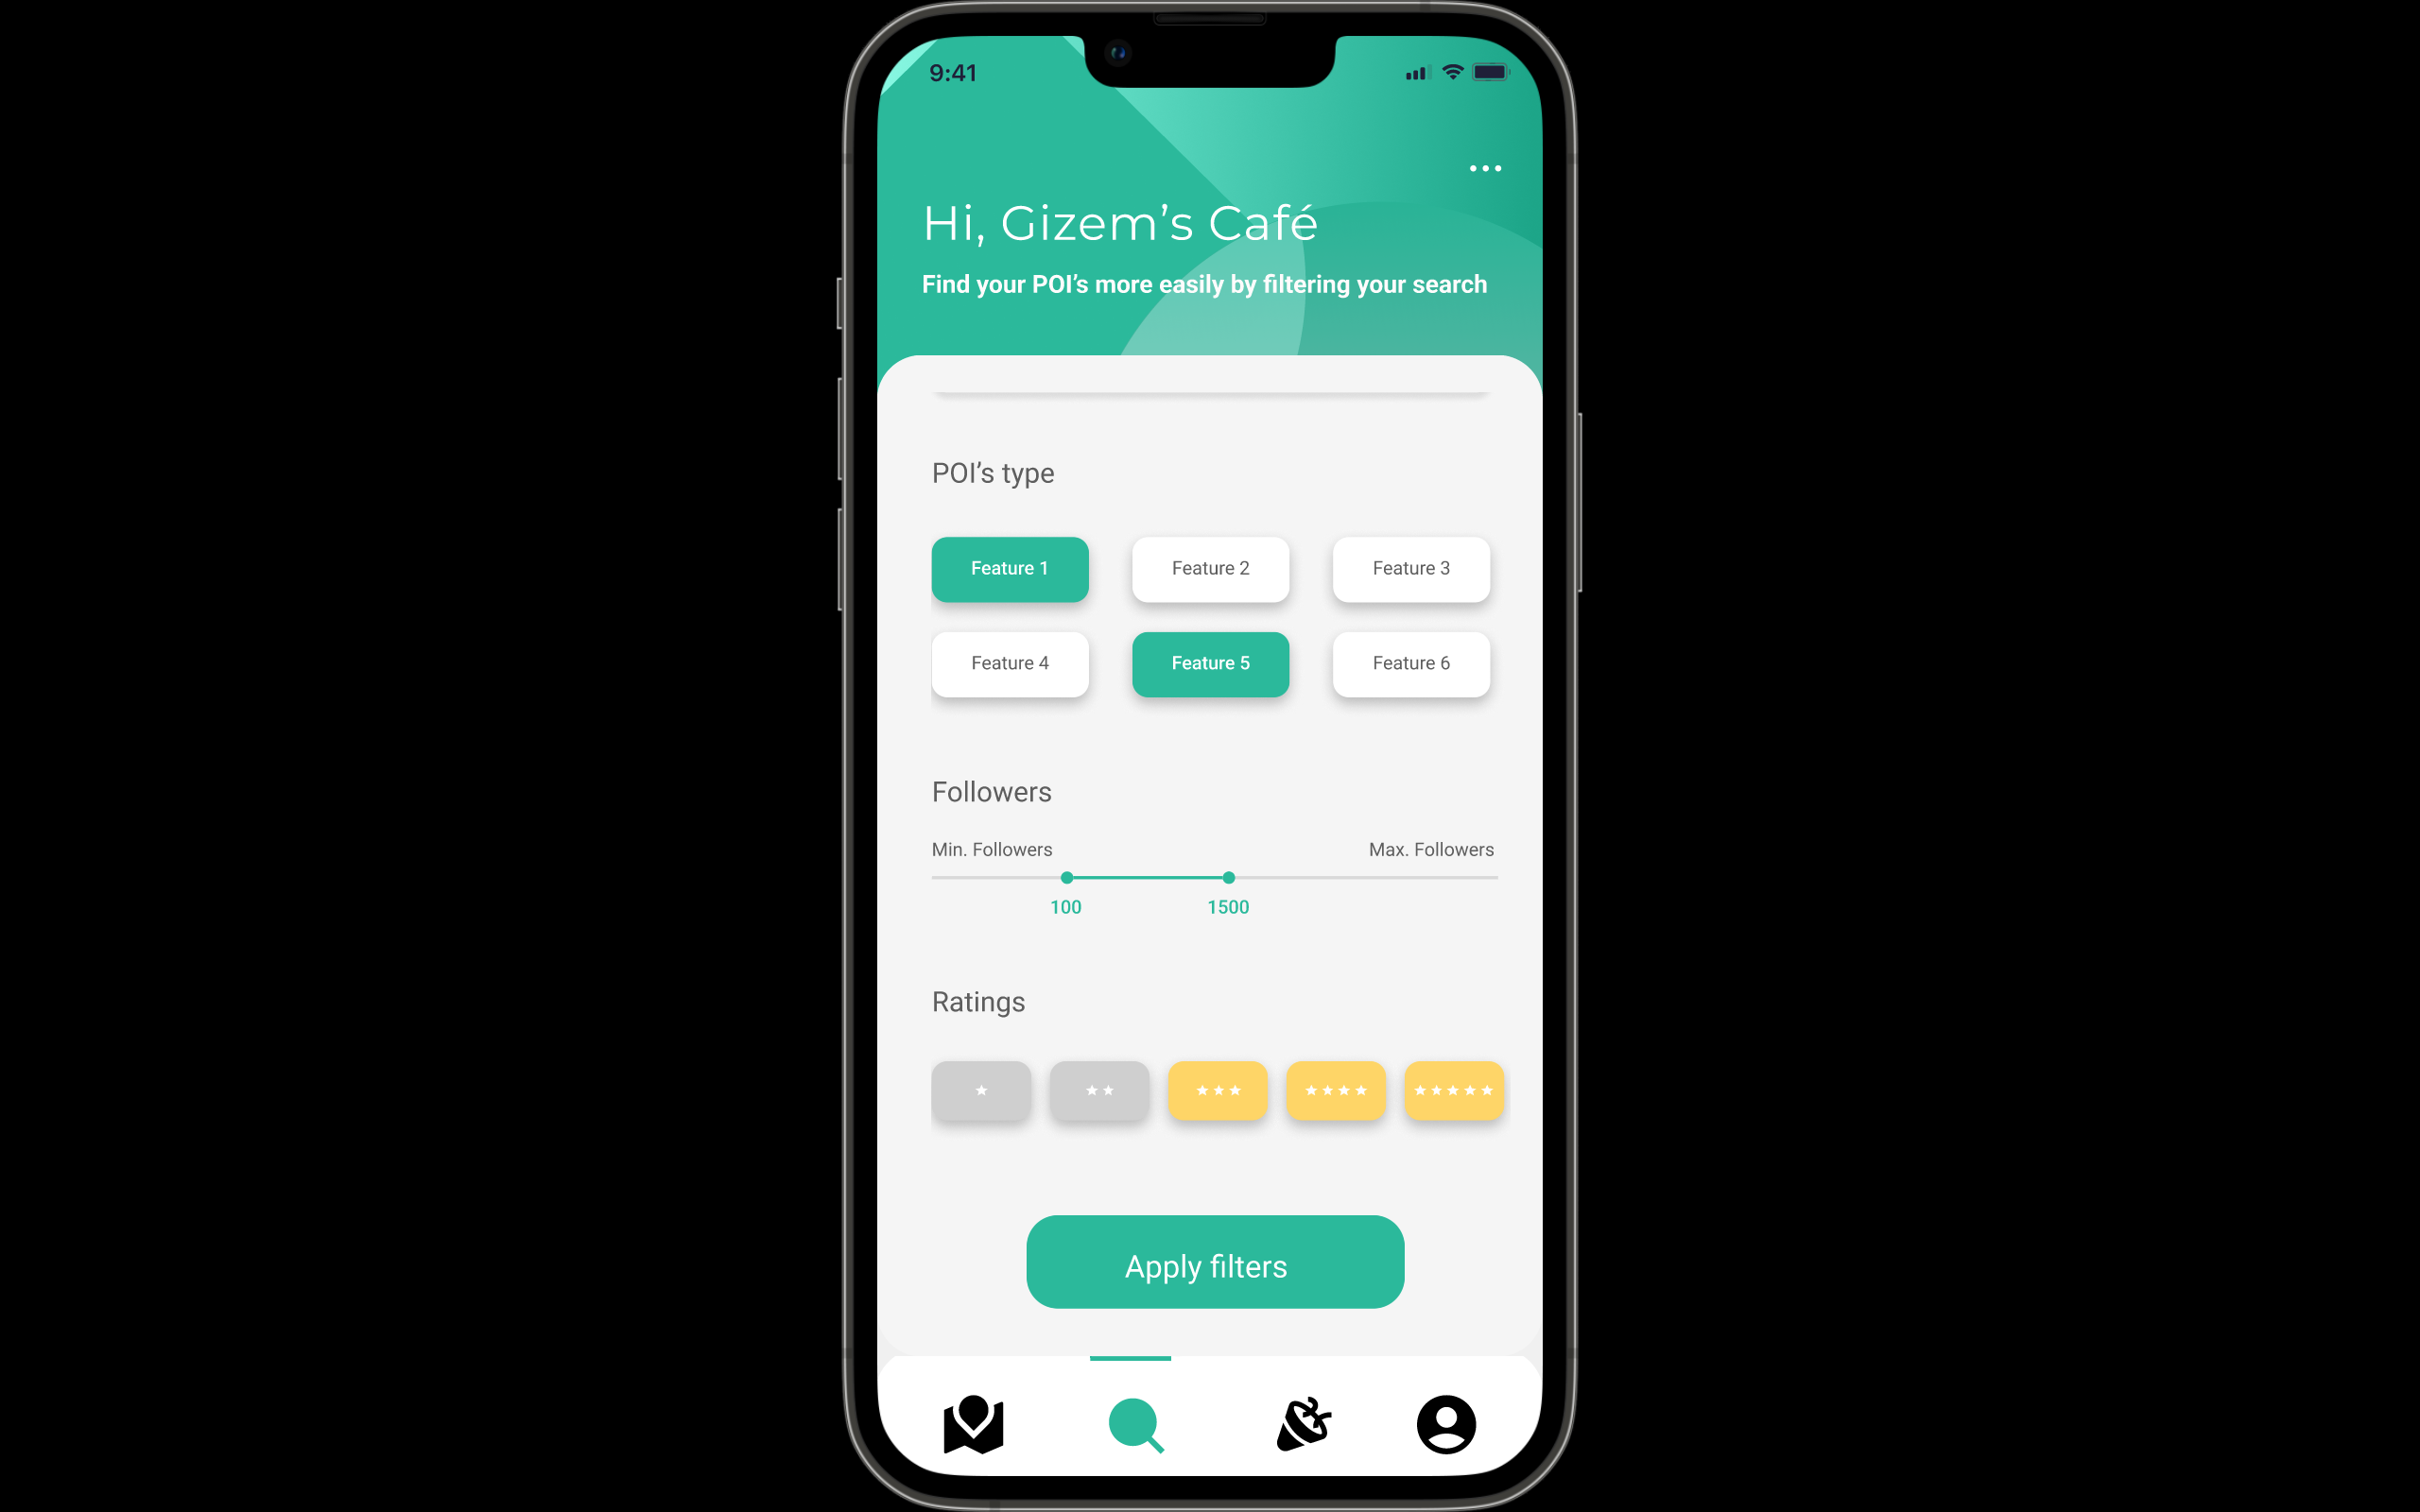 9:41
Hi, Gizem’s Café
Find your POI’s more easily by filtering your search
POI’s type
Feature 1 Feature 2 Feature 3
Feature 4 Feature 5 Feature 6
Followers
Min. Followers Max. Followers
100 1500
Ratings
Apply filters